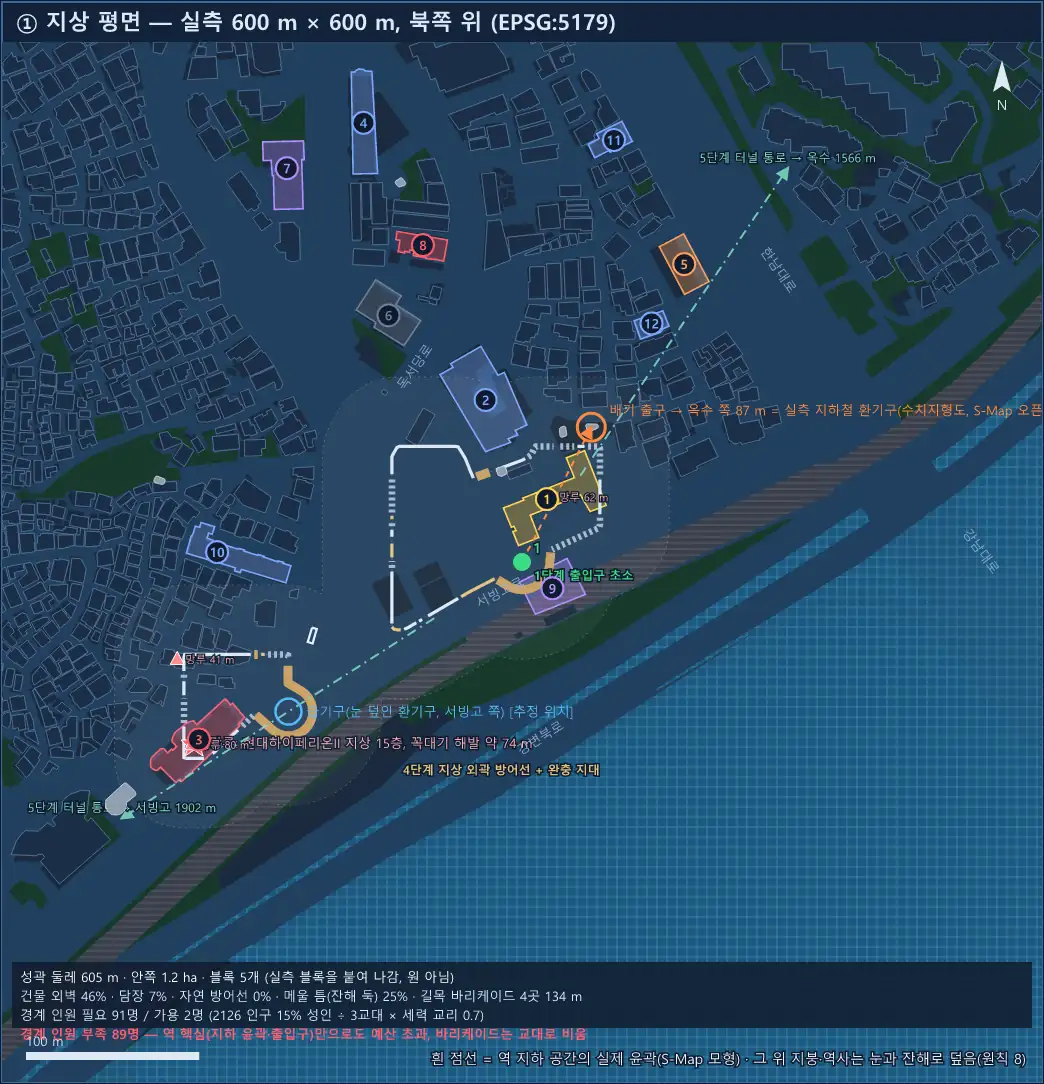 ① 지상 평면 — 실측 600 m × 600 m, 북쪽 위 (EPSG:5179)
N
4
11
7
5단계 터널 통로 → 옥수 1566 m
8
5
한남대로
6
12
독서당로
2
배기 출구 → 옥수 쪽 87 m = 실측 지하철 환기구(수치지형도, S-Map 오픈
1
망루 62 m
10
1
1단계 출입구 초소
강남대로
9
서빙고
망루 41 m
기구(눈 덮인 환기구, 서빙고 쪽) [추정 위치]
3
80 m
현대하이페리온Ⅱ 지상 15층, 꼭대기 해발 약 74 m
강변북로
4단계 지상 외곽 방어선 + 완충 지대
5단계 터널 통로 → 서빙고 1902 m
성곽 둘레 605 m · 안쪽 1.2 ha · 블록 5개 (실측 블록을 붙여 나감, 원 아님)
건물 외벽 46% · 담장 7% · 자연 방어선 0% · 메울 틈(잔해 둑) 25% · 길목 바리케이드 4곳 134 m
경계 인원 필요 91명 / 가용 2명 (2126 인구 15% 성인 ÷ 3교대 × 세력 교리 0.7)
경계 인원 부족 89명 — 역 핵심(지하 윤곽·출입구)만으로도 예산 초과, 바리케이드는 교대로 비움
100 m
흰 점선 = 역 지하 공간의 실제 윤곽(S-Map 모형) · 그 위 지붕·역사는 눈과 잔해로 덮음(원칙 8)